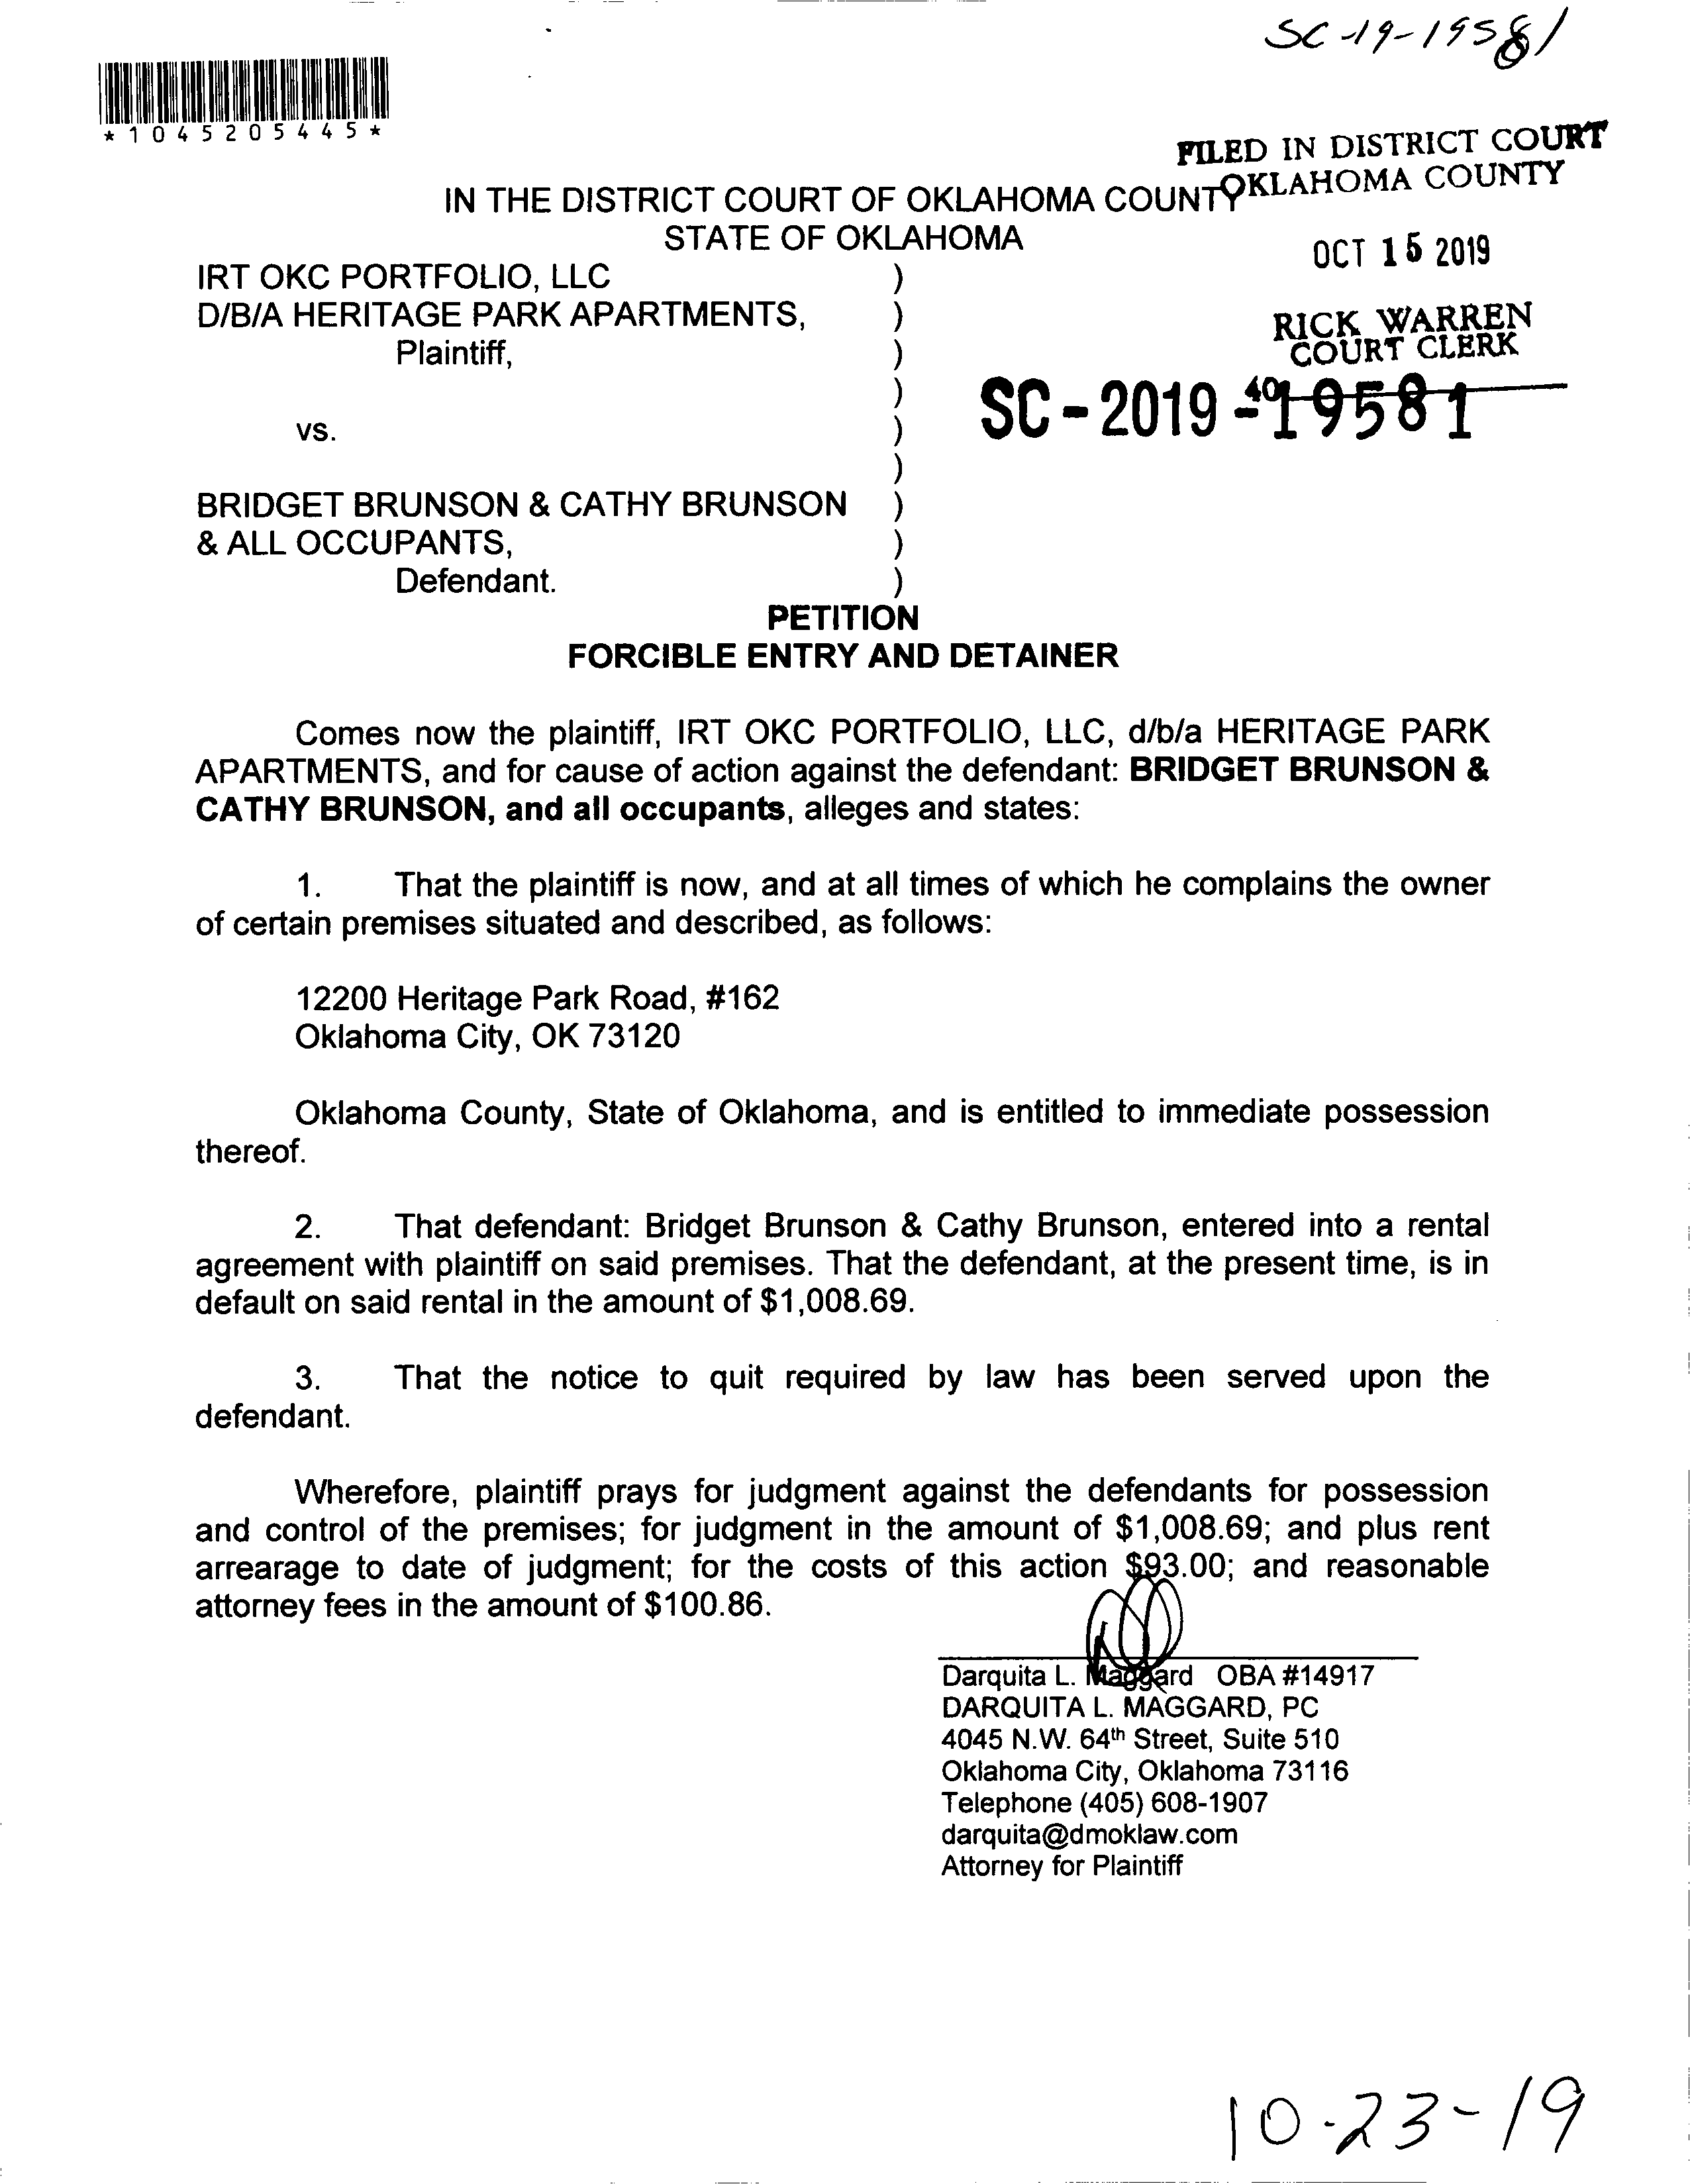 SC-19-19581
*1045205445*
FILED IN DISTRICT COURT
OKLAHOMA COUNTY
IN THE DISTRICT COURT OF OKLAHOMA COUNTY
STATE OF OKLAHOMA
OCT 15 2019
IRT OKC PORTFOLIO, LLC )
D/B/A HERITAGE PARK APARTMENTS, )
RICK WARREN
COURT CLERK
Plaintiff, )
)
40
SC-2019-19581
vs. )
)
BRIDGET BRUNSON & CATHY BRUNSON )
& ALL OCCUPANTS, )
Defendant. )
PETITION
FORCIBLE ENTRY AND DETAINER
Comes now the plaintiff, IRT OKC PORTFOLIO, LLC, d/b/a HERITAGE PARK
APARTMENTS, and for cause of action against the defendant: BRIDGET BRUNSON &
CATHY BRUNSON, and all occupants, alleges and states:
1. That the plaintiff is now, and at all times of which he complains the owner
of certain premises situated and described, as follows:
12200 Heritage Park Road, #162
Oklahoma City, OK 73120
Oklahoma County, State of Oklahoma, and is entitled to immediate possession
thereof.
2. That defendant: Bridget Brunson & Cathy Brunson, entered into a rental
agreement with plaintiff on said premises. That the defendant, at the present time, is in
default on said rental in the amount of $1,008.69.
3. That the notice to quit required by law has been served upon the
defendant.
Wherefore, plaintiff prays for judgment against the defendants for possession
and control of the premises; for judgment in the amount of $1,008.69; and plus rent
arrearage to date of judgment; for the costs of this action $93.00; and reasonable
attorney fees in the amount of $100.86.
Darquita L. Maggard OBA #14917
DARQUITA L. MAGGARD, PC
4045 N.W. 64th Street, Suite 510
Oklahoma City, Oklahoma 73116
Telephone (405) 608-1907
darquita@dmoklaw.com
Attorney for Plaintiff
10-23-19